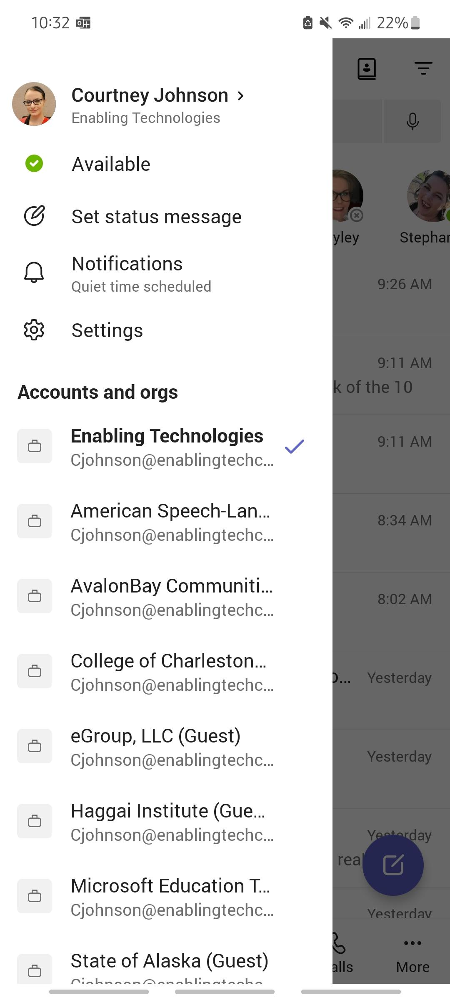 10:32
22%
Courtney Johnson
Enabling Technologies
Available
Set status message
Notifications
Quiet time scheduled
Settings
Accounts and orgs
Enabling Technologies
Cjohnson@enablingtechc...
American Speech-Lan...
Cjohnson@enablingtechc...
AvalonBay Communiti...
Cjohnson@enablingtechc...
College of Charleston...
Cjohnson@enablingtechc...
eGroup, LLC (Guest)
Cjohnson@enablingtechc...
Haggai Institute (Gue...
Cjohnson@enablingtechc...
Microsoft Education T...
Cjohnson@enablingtechc...
State of Alaska (Guest)
Cjohnson@enablingtechc...
yley
Stephan
9:26 AM
9:11 AM
k of the 10
9:11 AM
8:34 AM
8:02 AM
o... Yesterday
Yesterday
Yesterday
real
Yesterday
alls
More